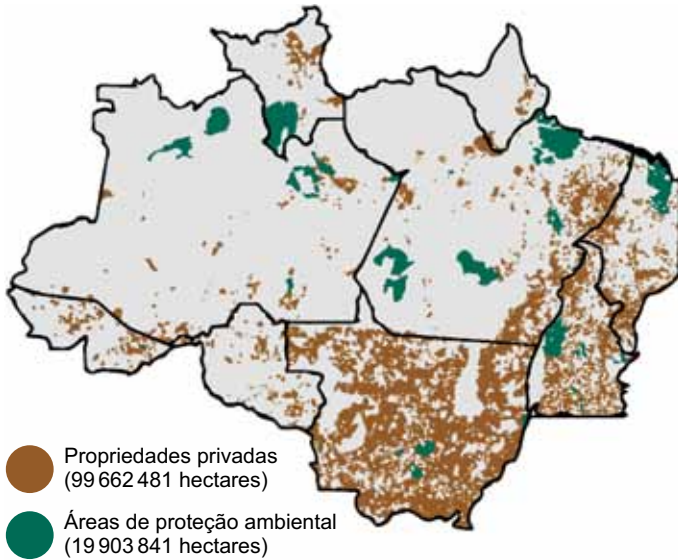 Propriedades privadas
(99 662 481 hectares)
Áreas de proteção ambiental
(19 903 841 hectares)